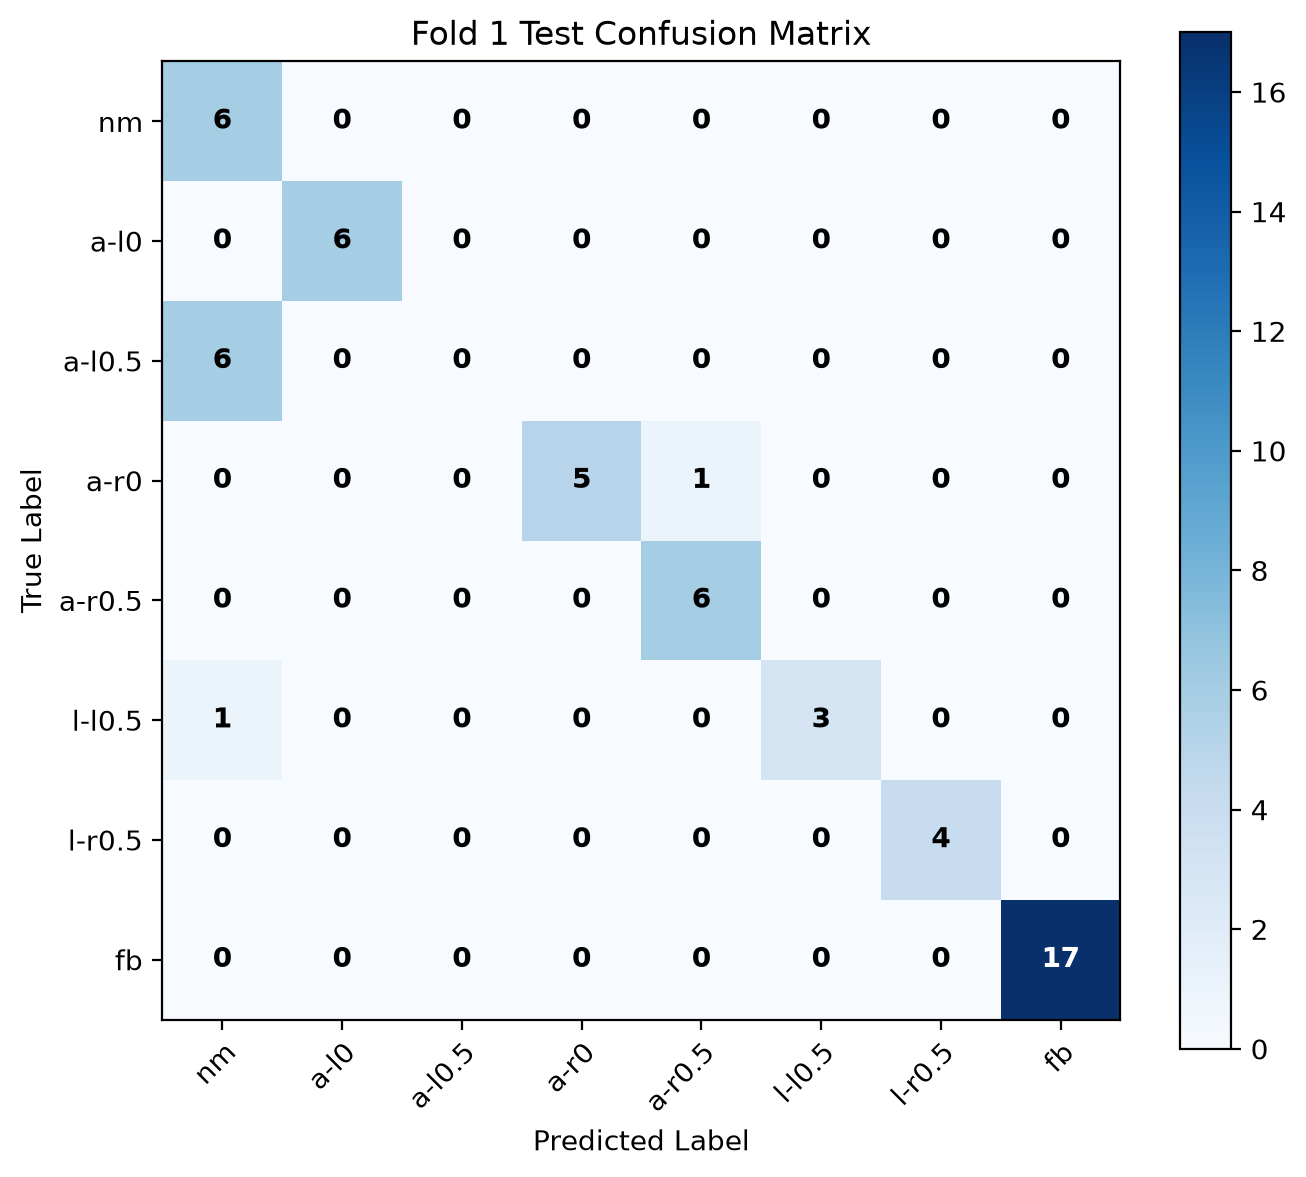 Fold 1 Test Confusion Matrix
True Label
nm 6 0 0 0 0 0 0 0
a-l0 0 6 0 0 0 0 0 0
a-l0.5 6 0 0 0 0 0 0 0
a-r0 0 0 0 5 1 0 0 0
a-r0.5 0 0 0 0 6 0 0 0
l-l0.5 1 0 0 0 0 3 0 0
l-r0.5 0 0 0 0 0 0 4 0
fb 0 0 0 0 0 0 0 17
nm a-l0 a-l0.5 a-r0 a-r0.5 l-l0.5 l-r0.5 fb
Predicted Label
16
14
12
10
8
6
4
2
0